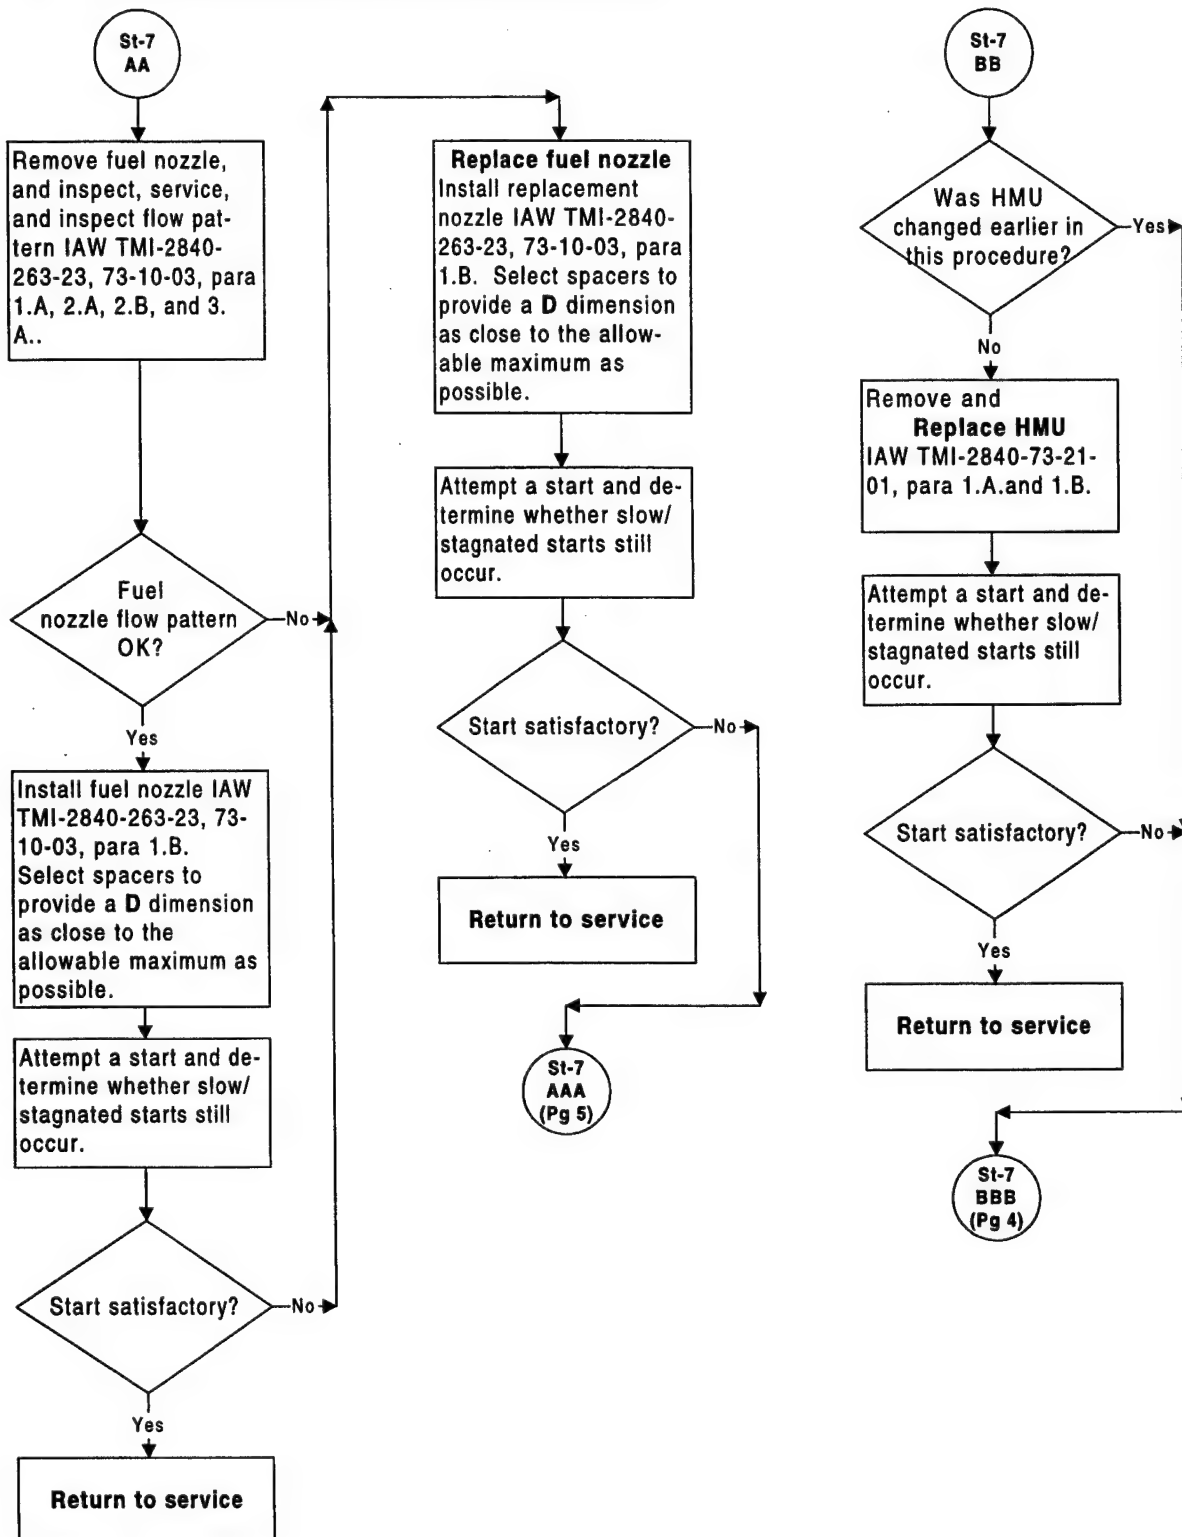 St-7
AA
Remove fuel nozzle,
and inspect, service,
and inspect flow pat-
tern IAW TMI-2840-
263-23, 73-10-03, para
1.A, 2.A, 2.B, and 3.
A..
Fuel
nozzle flow pattern
OK?
No
Yes
Install fuel nozzle IAW
TMI-2840-263-23, 73-
10-03, para 1.B.
Select spacers to
provide a D dimension
as close to the
allowable maximum as
possible.
Attempt a start and de-
termine whether slow/
stagnated starts still
occur.
Start satisfactory?
No
Yes
Return to service
Replace fuel nozzle
Install replacement
nozzle IAW TMI-2840-
263-23, 73-10-03, para
1.B. Select spacers to
provide a D dimension
as close to the allow-
able maximum as
possible.
Attempt a start and de-
termine whether slow/
stagnated starts still
occur.
Start satisfactory?
No
Yes
Return to service
St-7
AAA
(Pg 5)
St-7
BB
Was HMU
changed earlier in
this procedure?
Yes
No
Remove and
Replace HMU
IAW TMI-2840-73-21-
01, para 1.A.and 1.B.
Attempt a start and de-
termine whether slow/
stagnated starts still
occur.
Start satisfactory?
No
Yes
Return to service
St-7
BBB
(Pg 4)